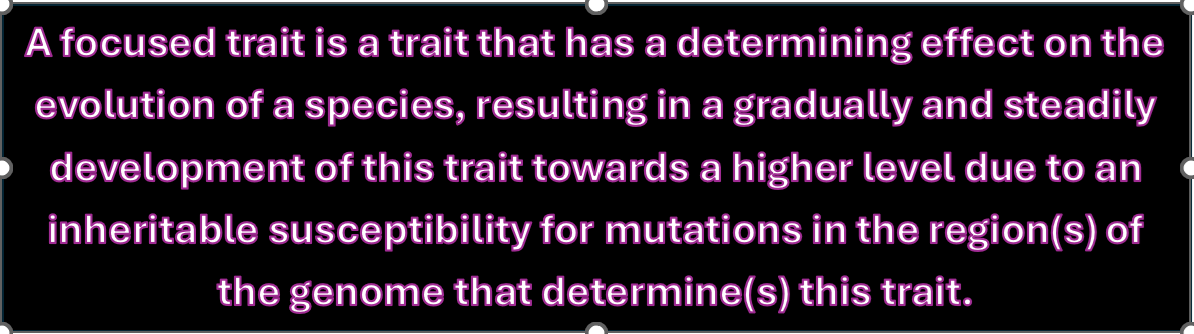 A focused trait is a trait that has a determining effect on the
evolution of a species, resulting in a gradually and steadily
development of this trait towards a higher level due to an
inheritable susceptibility for mutations in the region(s) of
the genome that determine(s) this trait.